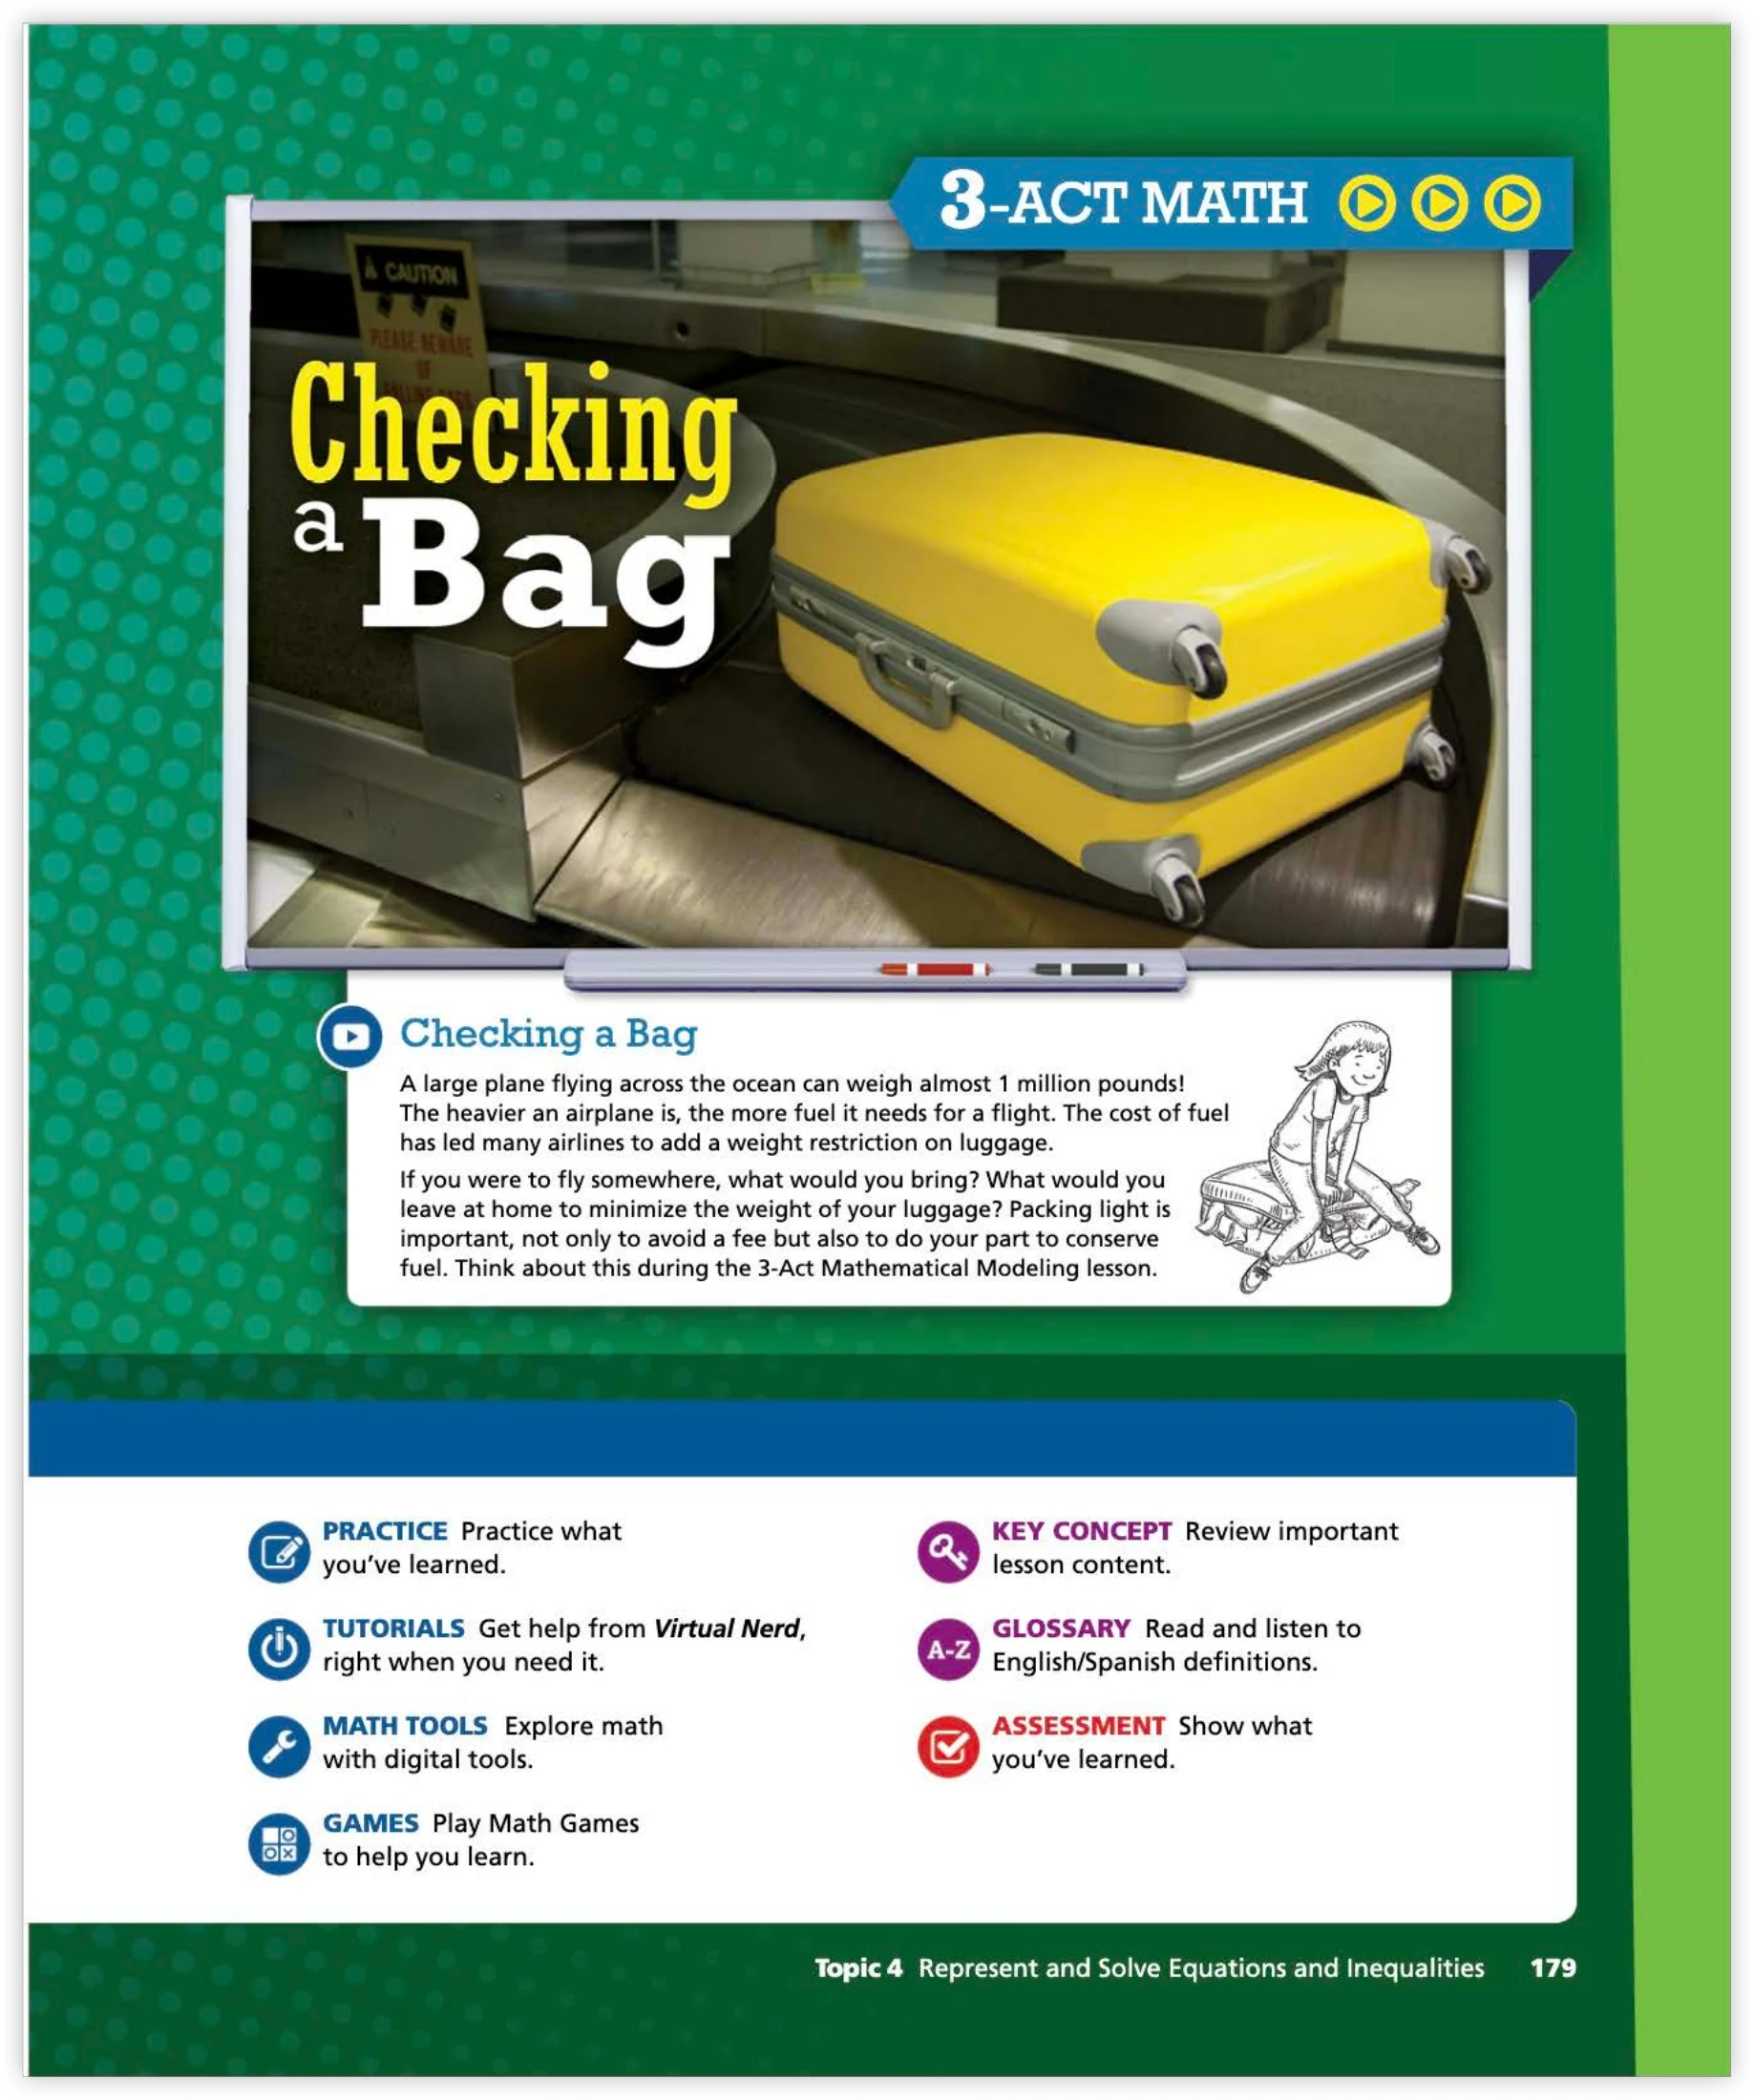 3-ACT MATH
CAUTION
PLEASE BEWARE
OF
Checking
a Bag
Checking a Bag
A large plane flying across the ocean can weigh almost 1 million pounds!
The heavier an airplane is, the more fuel it needs for a flight. The cost of fuel
has led many airlines to add a weight restriction on luggage.
If you were to fly somewhere, what would you bring? What would you
leave at home to minimize the weight of your luggage? Packing light is
important, not only to avoid a fee but also to do your part to conserve
fuel. Think about this during the 3-Act Mathematical Modeling lesson.
PRACTICE Practice what
you've learned.
TUTORIALS Get help from Virtual Nerd,
right when you need it.
MATH TOOLS Explore math
with digital tools.
GAMES Play Math Games
to help you learn.
KEY CONCEPT Review important
lesson content.
A-Z
GLOSSARY Read and listen to
English/Spanish definitions.
ASSESSMENT Show what
you've learned.
Topic 4 Represent and Solve Equations and Inequalities 179